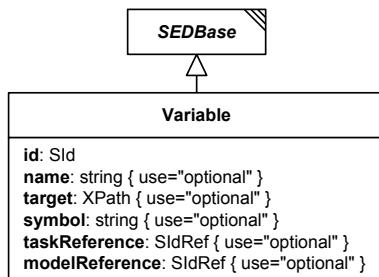 SEDBase
Variable
id: SId
name: string { use="optional" }
target: XPath { use="optional" }
symbol: string { use="optional" }
taskReference: SIdRef { use="optional" }
modelReference: SIdRef { use="optional" }